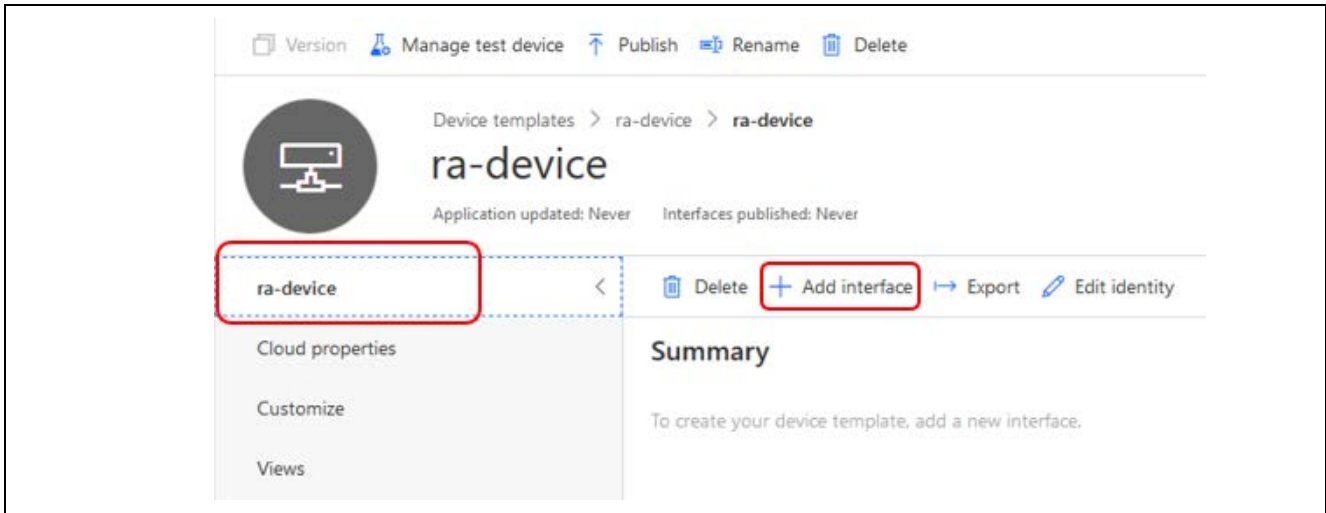 Version Manage test device Publish Rename Delete
Device templates > ra-device > ra-device
ra-device
Application updated: Never Interfaces published: Never
ra-device
Delete Add interface Export Edit identity
Cloud properties
Summary
Customize
To create your device template, add a new interface.
Views